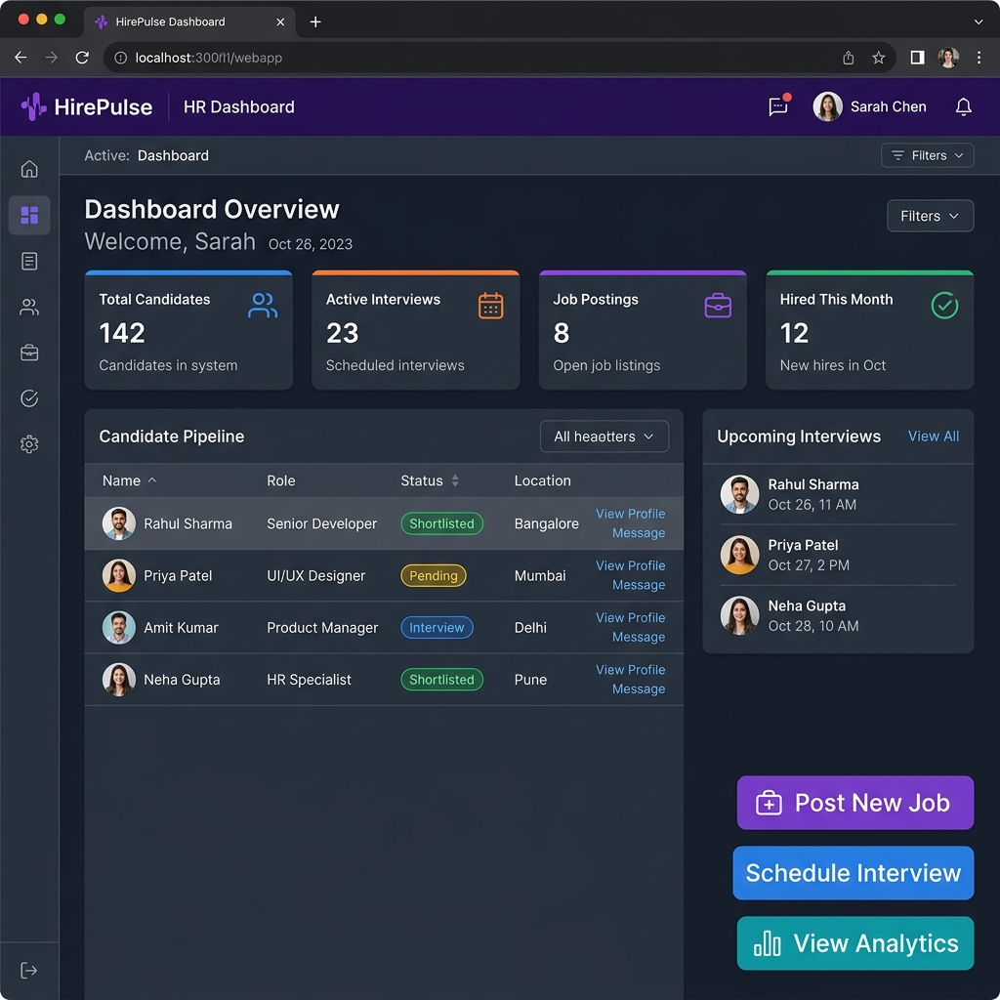 HirePulse Dashboard
localhost:300f1/webapp
HirePulse HR Dashboard Sarah Chen
Active: Dashboard Filters
Dashboard Overview
Filters
Welcome, Sarah Oct 26, 2023
Total Candidates
142
Candidates in system
Active Interviews
23
Scheduled interviews
Job Postings
8
Open job listings
Hired This Month
12
New hires in Oct
Candidate Pipeline
Name Role Status Location
Rahul Sharma Senior Developer Shortlisted Bangalore View Profile
Message
Priya Patel UI/UX Designer Pending Mumbai View Profile
Message
Amit Kumar Product Manager Interview Delhi View Profile
Message
Neha Gupta HR Specialist Shortlisted Pune View Profile
Message
Upcoming Interviews View All
Rahul Sharma
Oct 26, 11 AM
Priya Patel
Oct 27, 2 PM
Neha Gupta
Oct 28, 10 AM
Post New Job
Schedule Interview
View Analytics